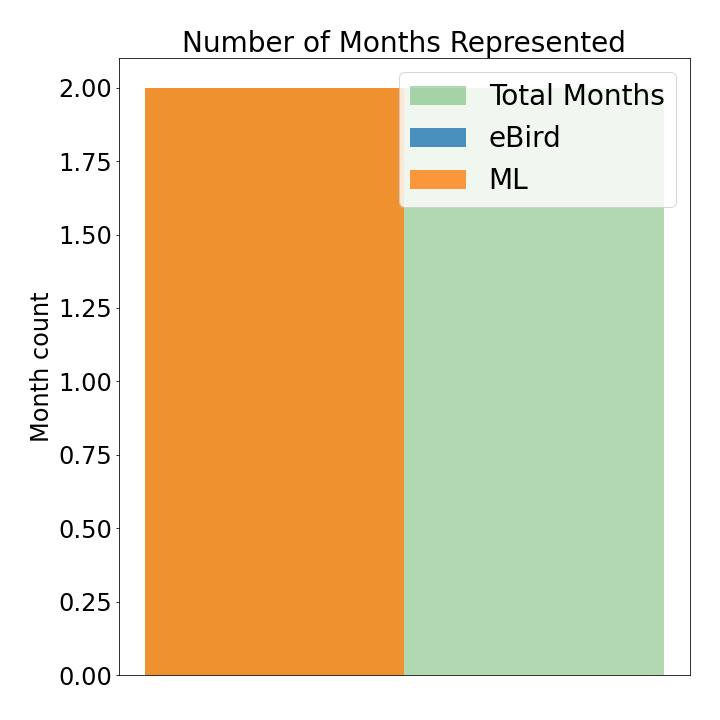 Number of Months Represented
Total Months
eBird
ML
Month count
2.00
1.75
1.50
1.25
1.00
0.75
0.50
0.25
0.00